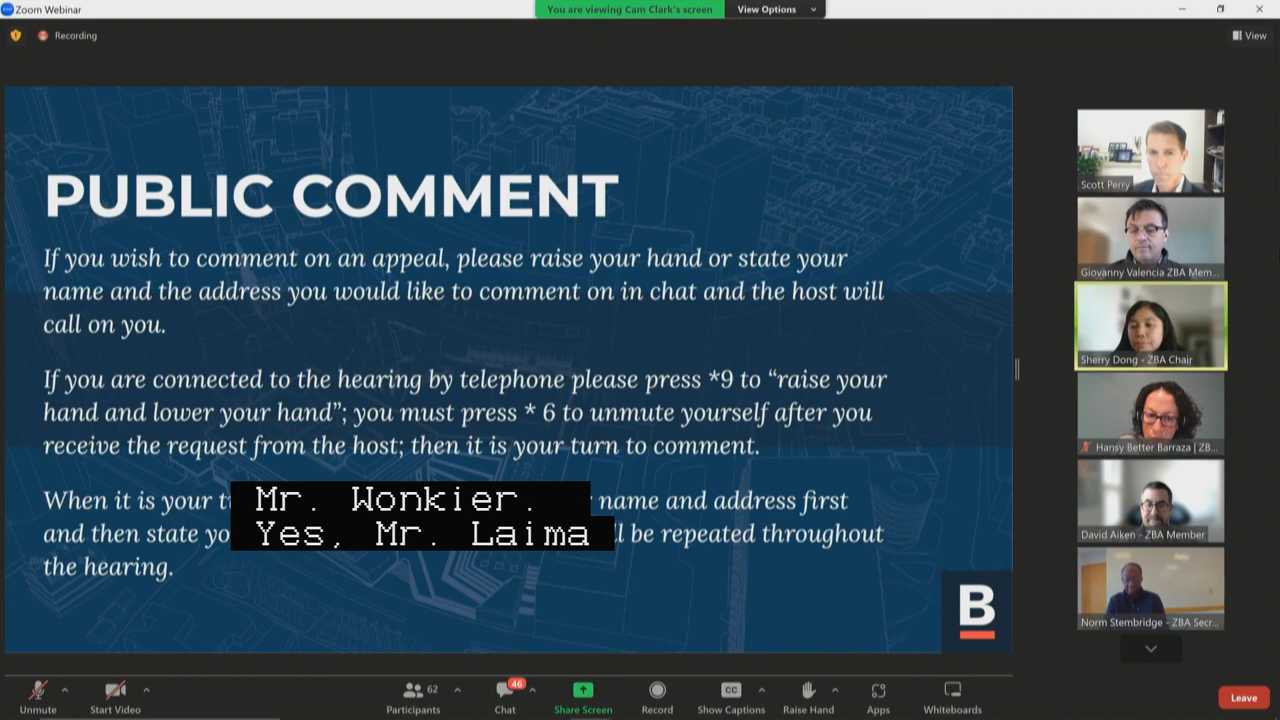 Zoom Webinar
You are viewing Cam Clark's screen
View Options
Recording
View
PUBLIC COMMENT
If you wish to comment on an appeal, please raise your hand or state your
name and the address you would like to comment on in chat and the host will
call on you.
If you are connected to the hearing by telephone please press *9 to “raise your
hand and lower your hand”; you must press * 6 to unmute yourself after you
receive the request from the host; then it is your turn to comment.
When it is your name and address first
and then state be repeated throughout
the hearing.
Mr. Wonkier.
Yes, Mr. Laima
B
Scott Perry
Giovanny Valencia ZBA Mem...
Sherry Dong - ZBA Chair
Hansy Better Barraza | ZB...
David Aiken - ZBA Member
Norm Stembridge - ZBA Secr...
Unmute
Start Video
62
Participants
46
Chat
Share Screen
Record
CC
Show Captions
Raise Hand
Apps
Whiteboards
Leave